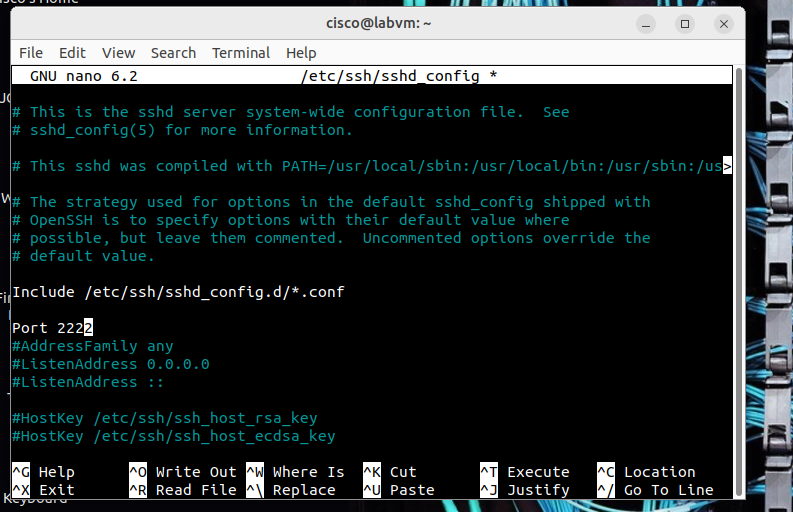 cisco@labvm: ~
File Edit View Search Terminal Help
GNU nano 6.2 /etc/ssh/sshd_config *
# This is the sshd server system-wide configuration file.  See
# sshd_config(5) for more information.
# This sshd was compiled with PATH=/usr/local/sbin:/usr/local/bin:/usr/sbin:/us>
# The strategy used for options in the default sshd_config shipped with
# OpenSSH is to specify options with their default value where
# possible, but leave them commented.  Uncommented options override the
# default value.
Include /etc/ssh/sshd_config.d/*.conf
Port 2222
#AddressFamily any
#ListenAddress 0.0.0.0
#ListenAddress ::
#HostKey /etc/ssh/ssh_host_rsa_key
#HostKey /etc/ssh/ssh_host_ecdsa_key
^G Help ^O Write Out ^W Where Is ^K Cut ^T Execute ^C Location
^X Exit ^R Read File ^\ Replace ^U Paste ^J Justify ^/ Go To Line